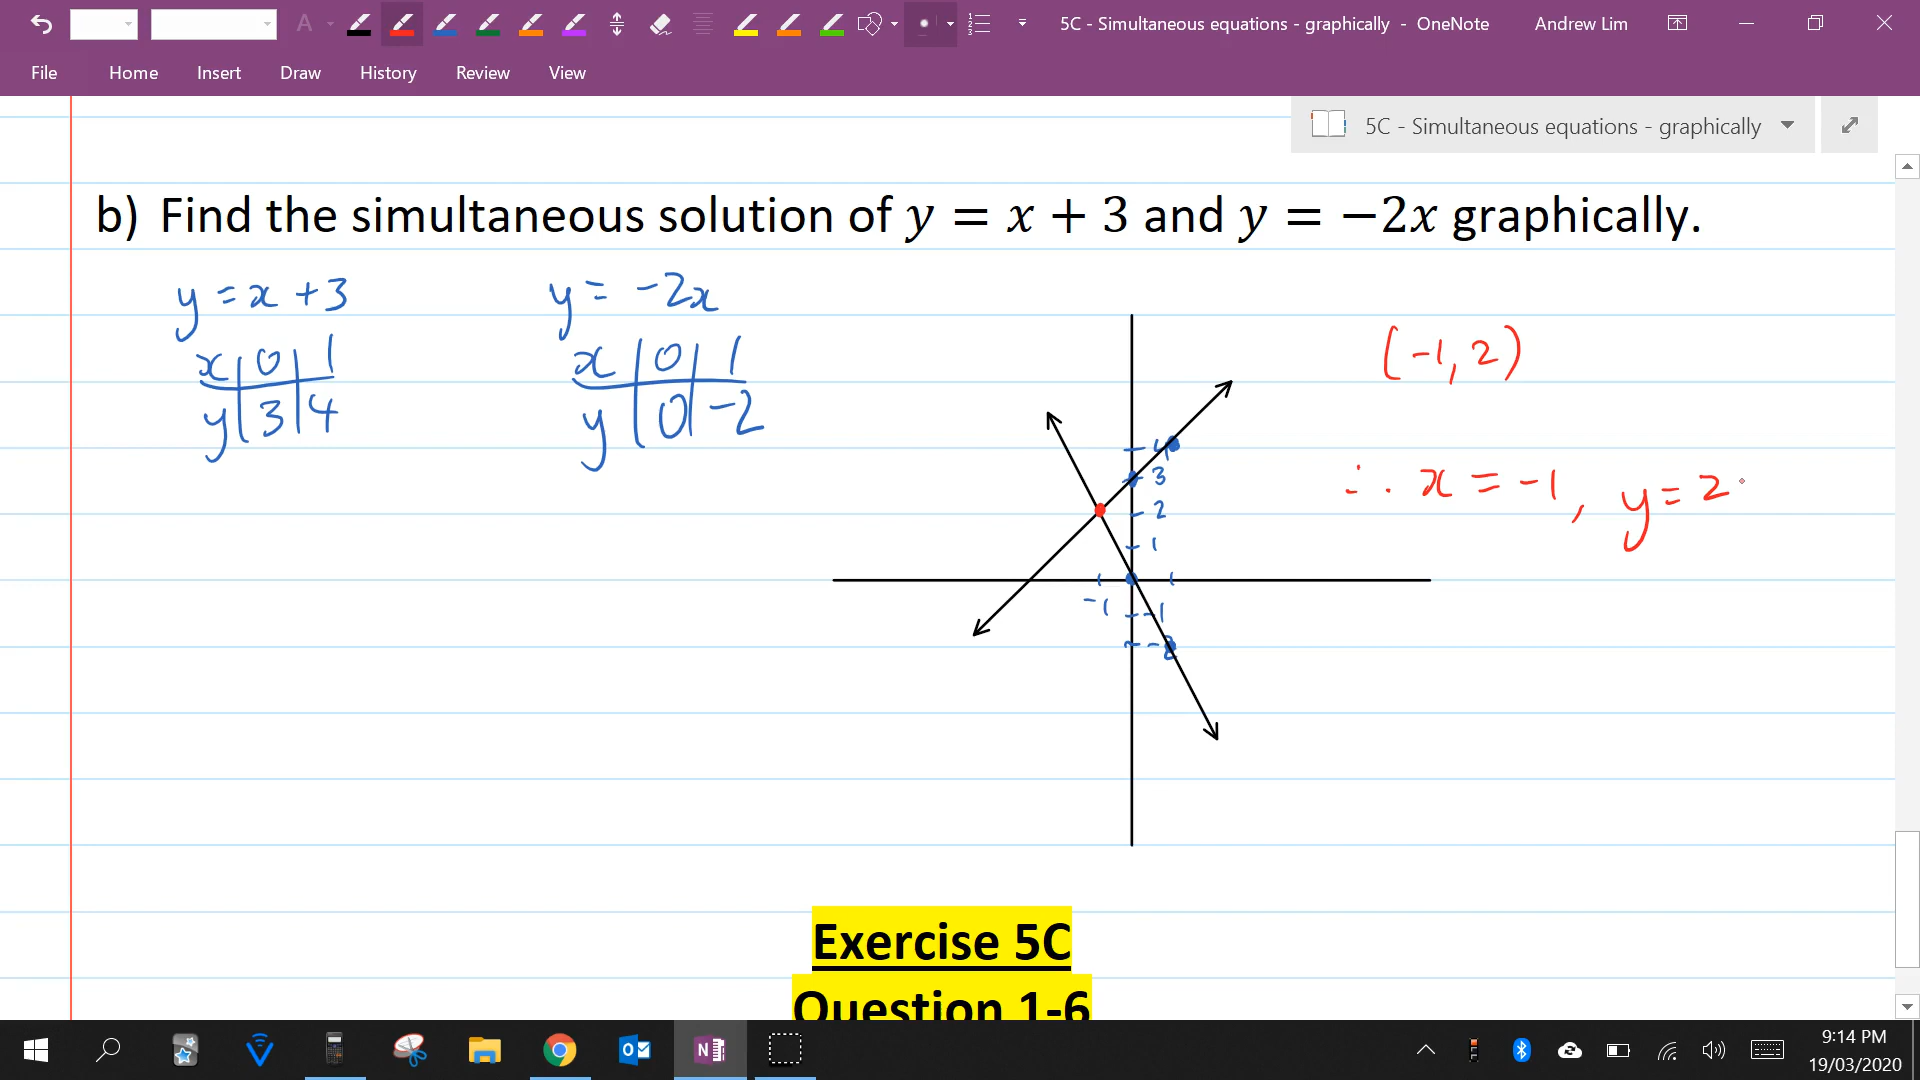 5C - Simultaneous equations - graphically - OneNote
Andrew Lim
File Home Insert Draw History Review View
5C - Simultaneous equations - graphically
b) Find the simultaneous solution of y = x + 3 and y = −2x graphically.
y = x + 3
x 0 1
y 3 4
y = -2x
x 0 1
y 0 -2
4
3
2
1
-1 1
-1
-2
(-1, 2)
∴ x = -1, y = 2
Exercise 5C
Question 1-6
9:14 PM
19/03/2020